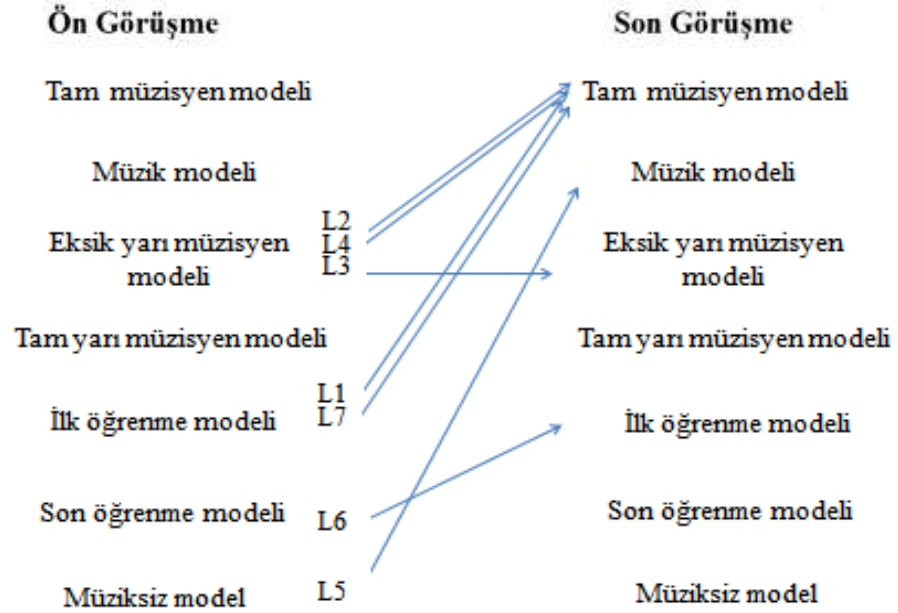 Ön Görüşme Son Görüşme
Tam müzisyen modeli Tam müzisyen modeli
Müzik modeli Müzik modeli
L2
Eksik yarı müzisyen L4 Eksik yarı müzisyen
modeli L3 modeli
Tam yarı müzisyen modeli Tam yarı müzisyen modeli
L1
İlk öğrenme modeli L7 İlk öğrenme modeli
Son öğrenme modeli L6 Son öğrenme modeli
Müziksiz model L5 Müziksiz model